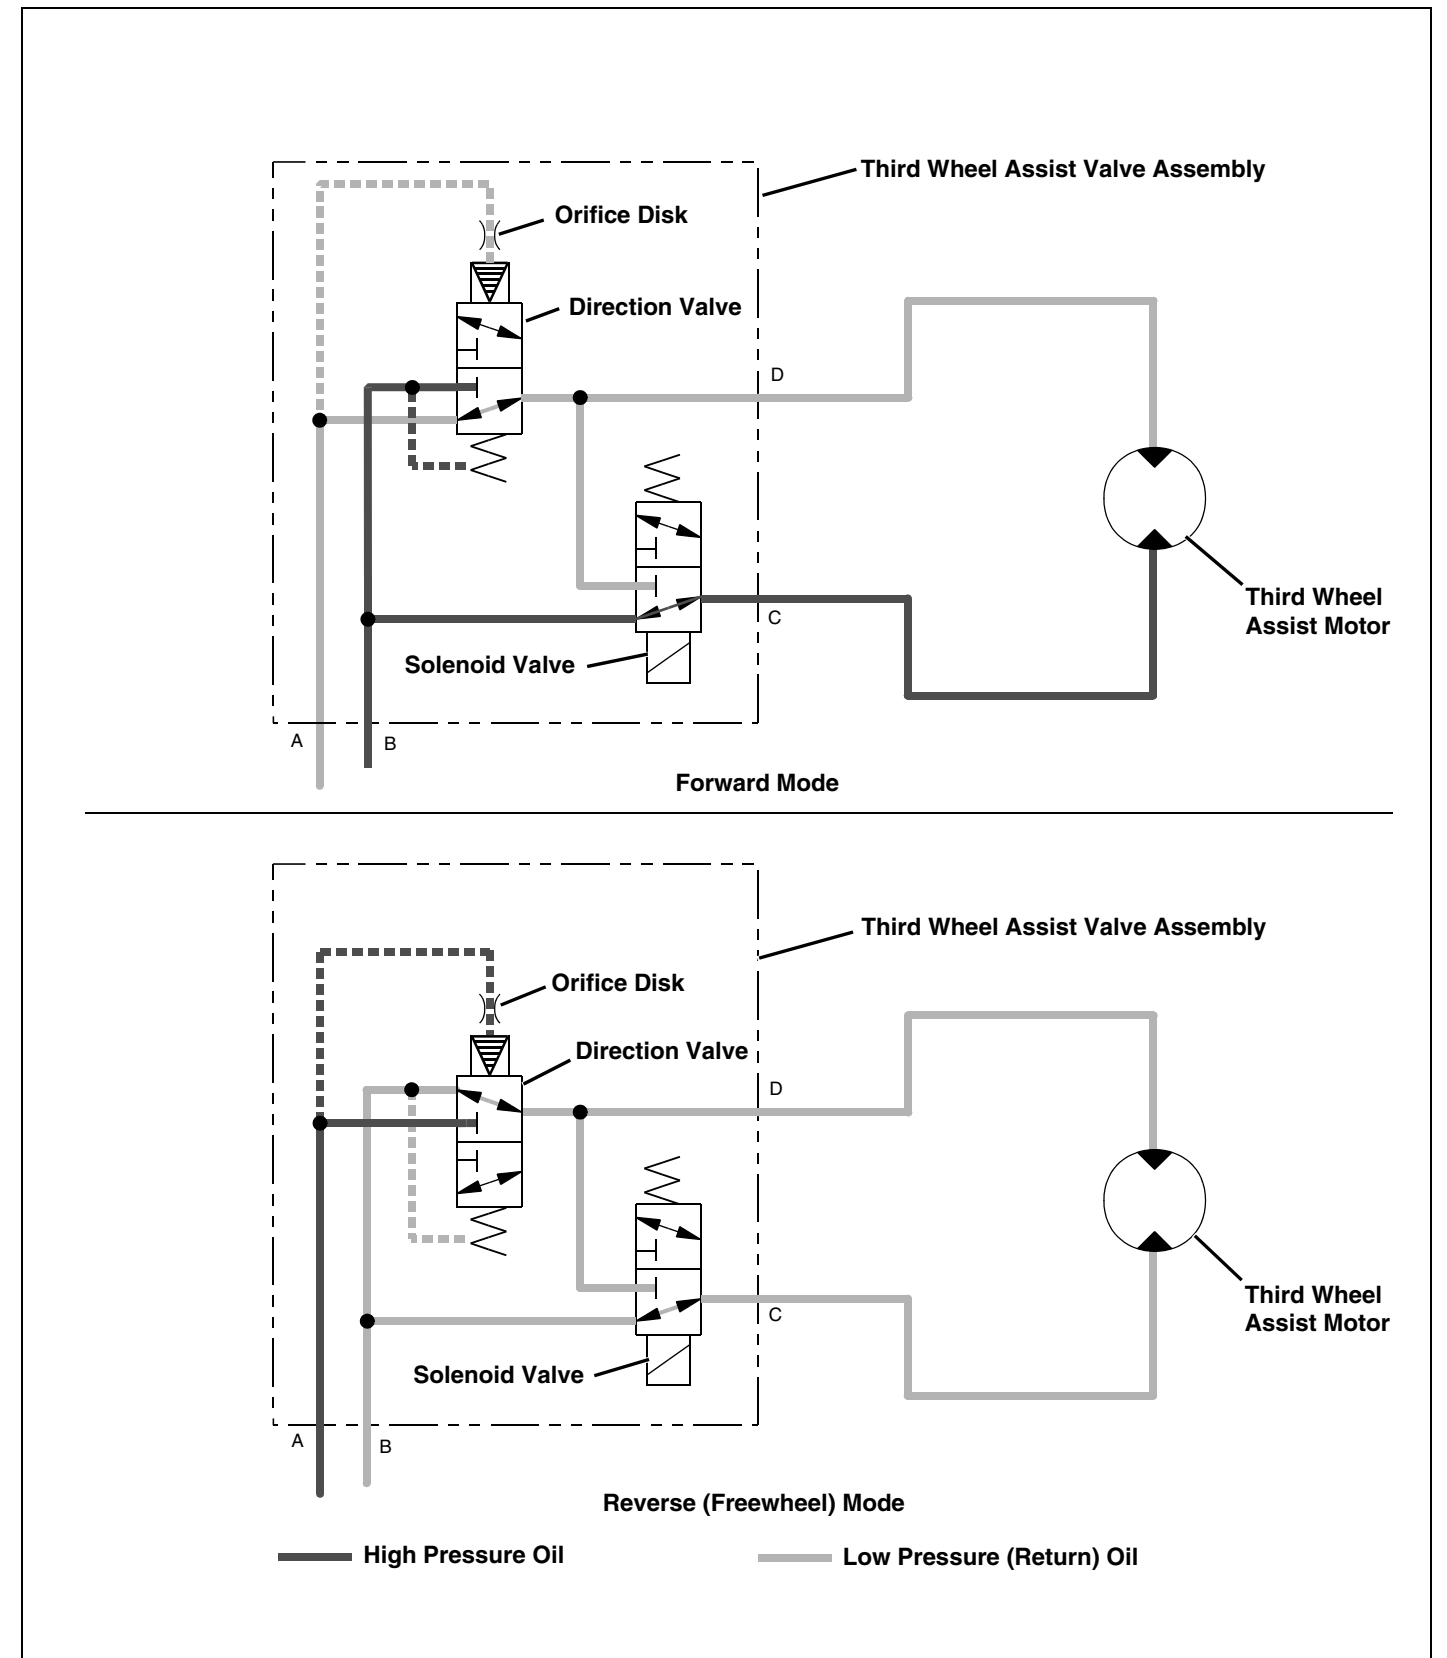 Third Wheel Assist Valve Assembly
Orifice Disk
Direction Valve
D
C
Third Wheel
Assist Motor
Solenoid Valve
A
B
Forward Mode
Third Wheel Assist Valve Assembly
Orifice Disk
Direction Valve
D
Third Wheel
Assist Motor
C
Solenoid Valve
A
B
Reverse (Freewheel) Mode
High Pressure Oil
Low Pressure (Return) Oil